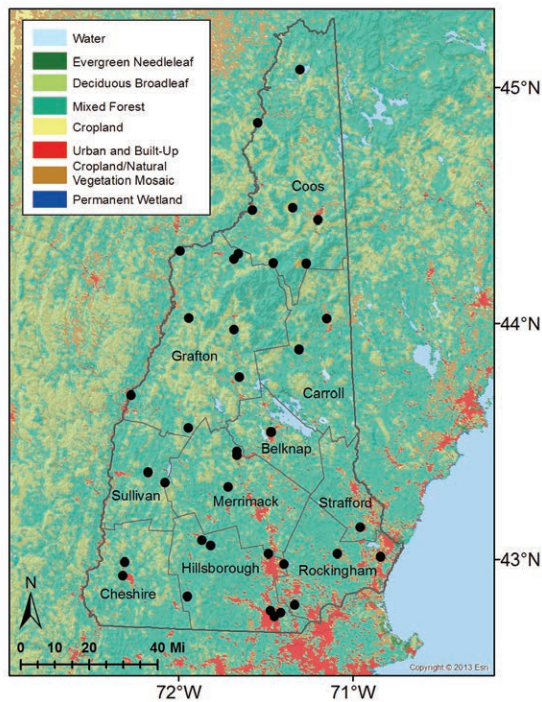 Water
Evergreen Needleleaf
Deciduous Broadleaf
Mixed Forest
Cropland
Urban and Built-Up
Cropland/Natural
Vegetation Mosaic
Permanent Wetland
45°N
Coos
44°N
Grafton
Carroll
Belknap
Sullivan
Merrimack
Strafford
43°N
Hillsborough
Rockingham
Cheshire
N
0 10 20 40 Mi
Copyright © 2013 Esri
72°W 71°W